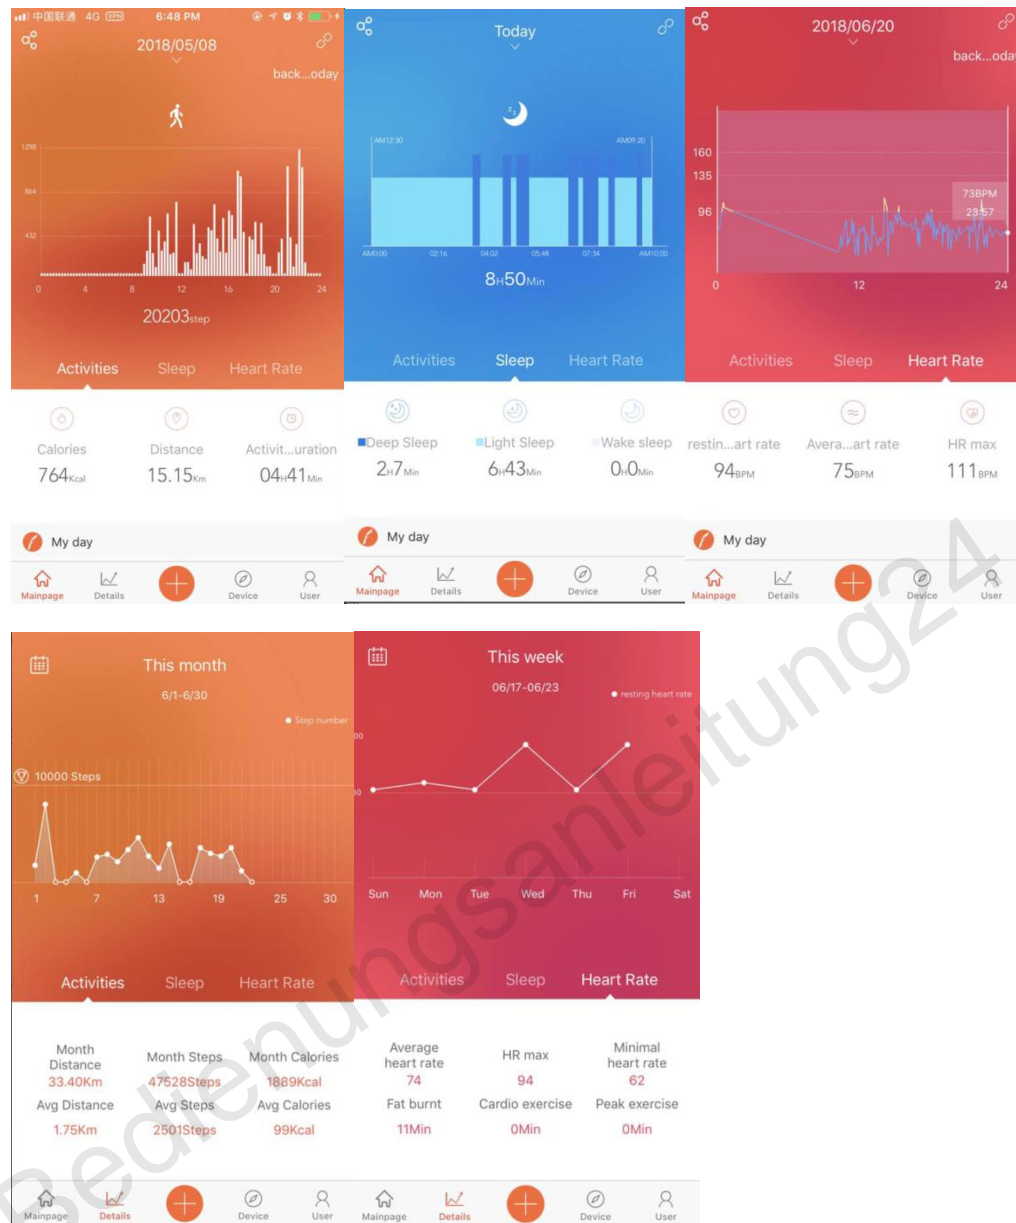 中国联通 4G VPN 6:48 PM
2018/05/08
back...oday
1298
864
432
0 4 8 12 16 20 24
20203step
Activities Sleep Heart Rate
Calories Distance Activit...uration
764Kcal 15.15Km 04H41Min
My day
Mainpage Details Device User
Today
AM12:30 AM09:20
AM0:00 02:16 04:02 05:48 07:34 AM10:00
8H50Min
Activities Sleep Heart Rate
Deep Sleep Light Sleep Wake sleep
2H7Min 6H43Min 0H0Min
My day
Mainpage Details Device User
2018/06/20
back...oday
160
135
96
73BPM
23:57
0 12 24
Activities Sleep Heart Rate
restin...art rate Avera...art rate HR max
94BPM 75BPM 111BPM
My day
Mainpage Details Device User
This month
6/1-6/30
Step number
10000 Steps
1 7 13 19 25 30
Activities Sleep Heart Rate
Month
Distance Month Steps Month Calories
33.40Km 47528Steps 1889Kcal
Avg Distance Avg Steps Avg Calories
1.75Km 2501Steps 99Kcal
Mainpage Details Device User
This week
06/17-06/23
resting heart rate
Sun Mon Tue Wed Thu Fri Sat
Activities Sleep Heart Rate
Average
heart rate HR max Minimal
heart rate
74 94 62
Fat burnt Cardio exercise Peak exercise
11Min 0Min 0Min
Mainpage Details Device User
Bedienungsanleitung24